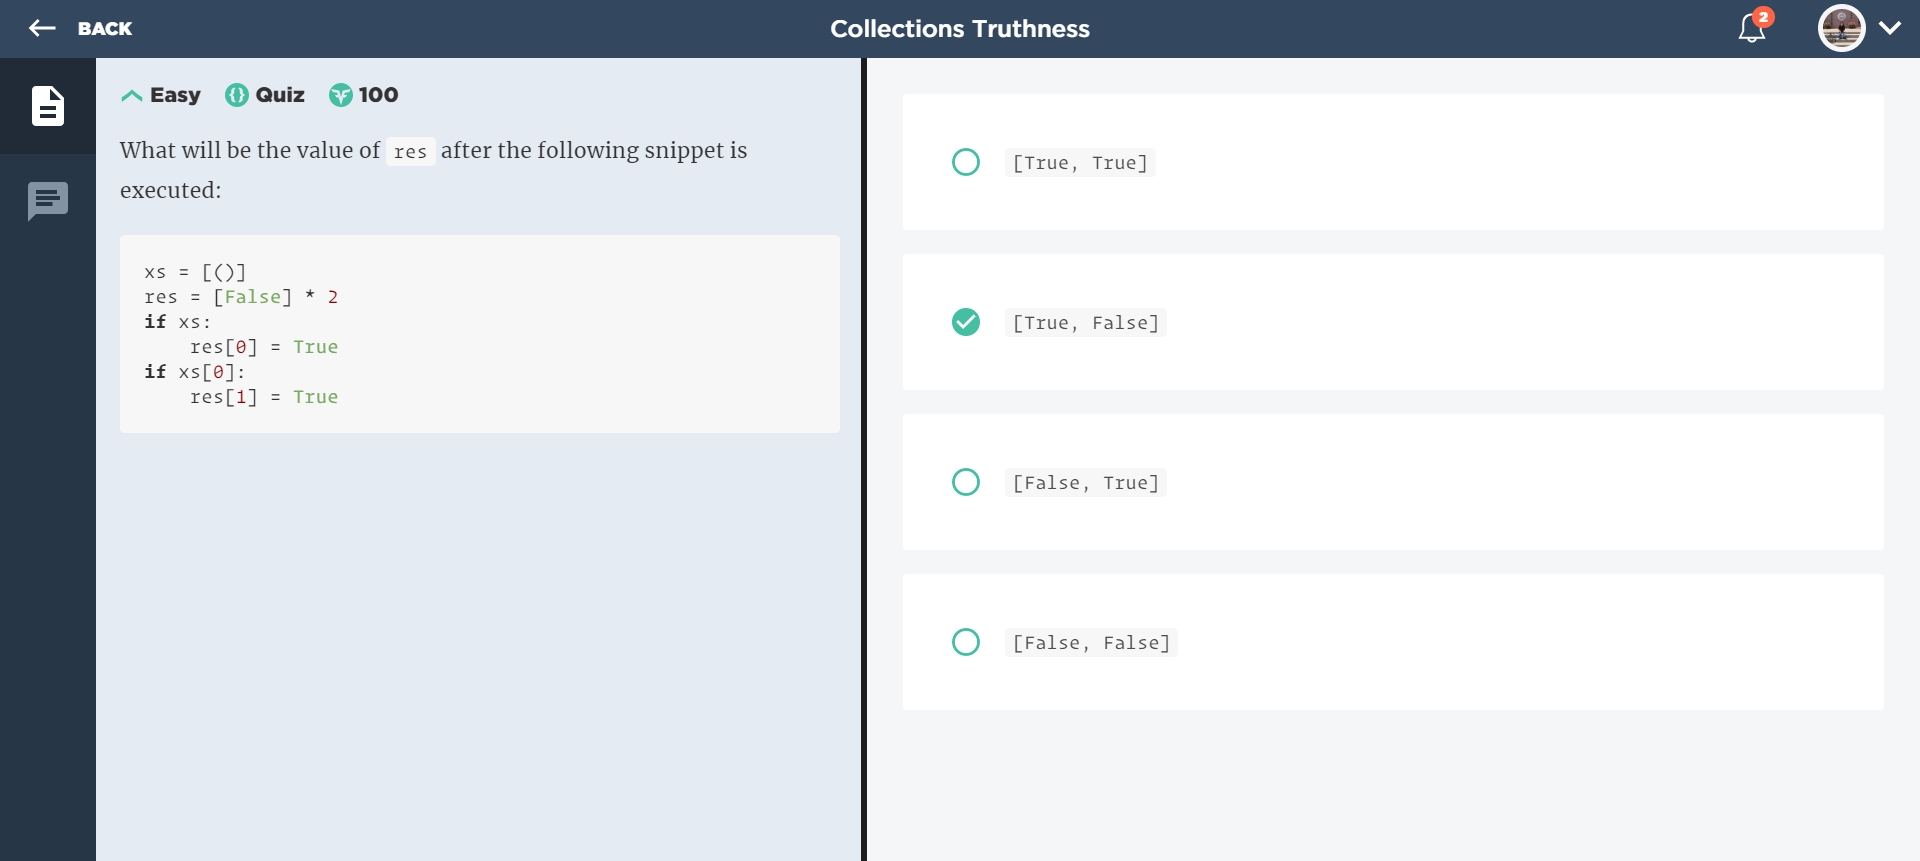 BACK
Collections Truthness
2
Easy Quiz 100
What will be the value of res after the following snippet is
executed:
xs = [()]
res = [False] * 2
if xs:
    res[0] = True
if xs[0]:
    res[1] = True
[True, True]
[True, False]
[False, True]
[False, False]